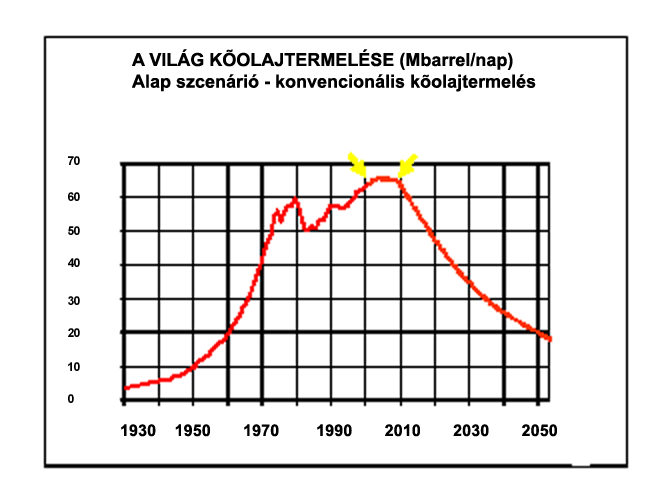 A VILÁG KÕOLAJTERMELÉSE (Mbarrel/nap)
Alap szcenárió - konvencionális kõolajtermelés
70
60
50
40
30
20
10
0
1930 1950 1970 1990 2010 2030 2050